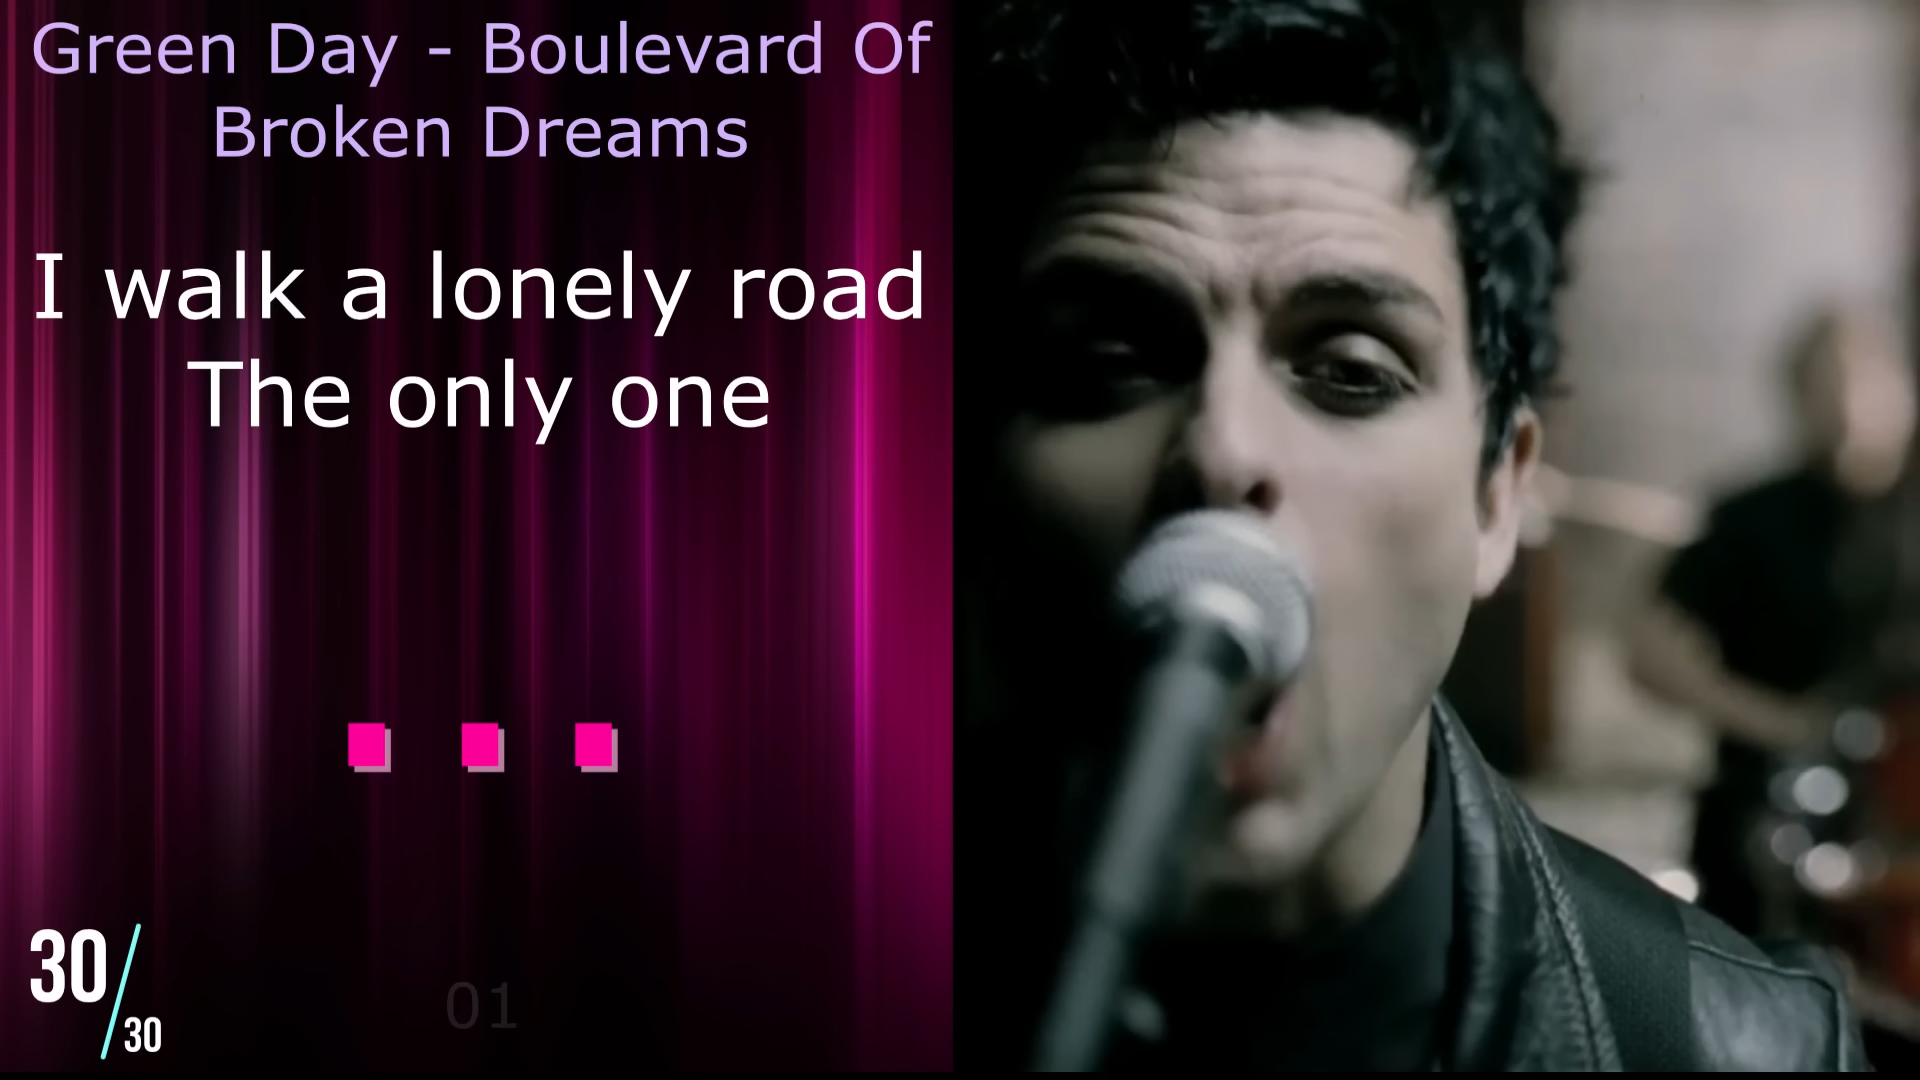 Green Day - Boulevard Of
Broken Dreams
I walk a lonely road
The only one
30/30
01